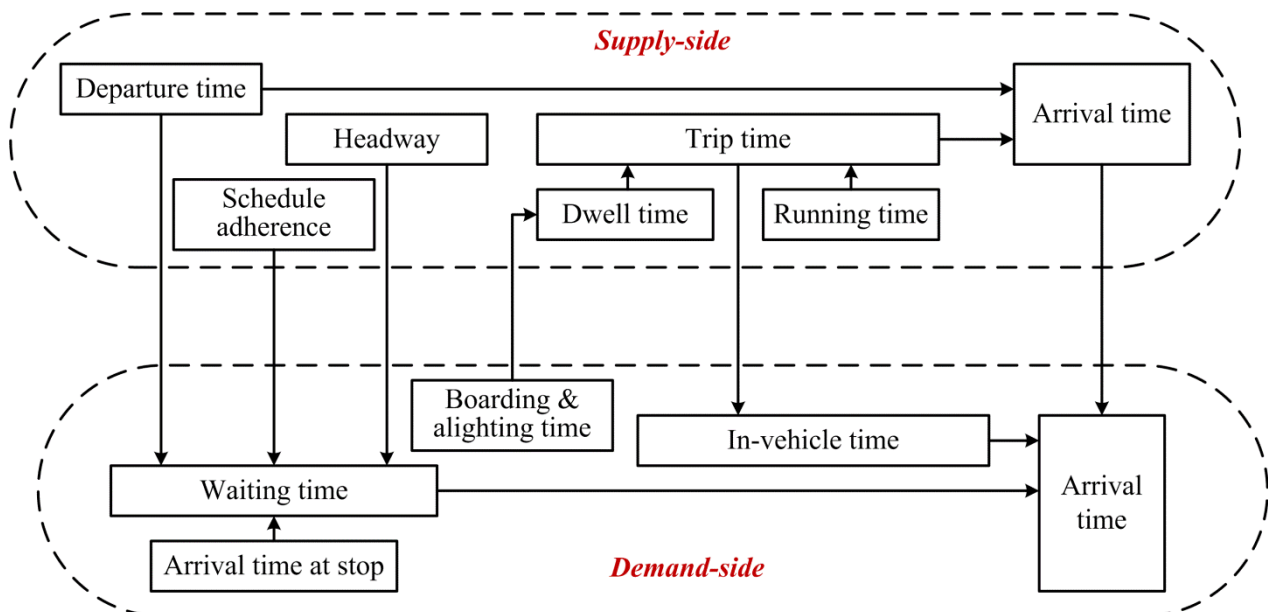 Supply-side
Departure time
Arrival time
Headway
Trip time
Schedule
adherence
Dwell time
Running time
Boarding &
alighting time
In-vehicle time
Waiting time
Arrival
time
Arrival time at stop
Demand-side